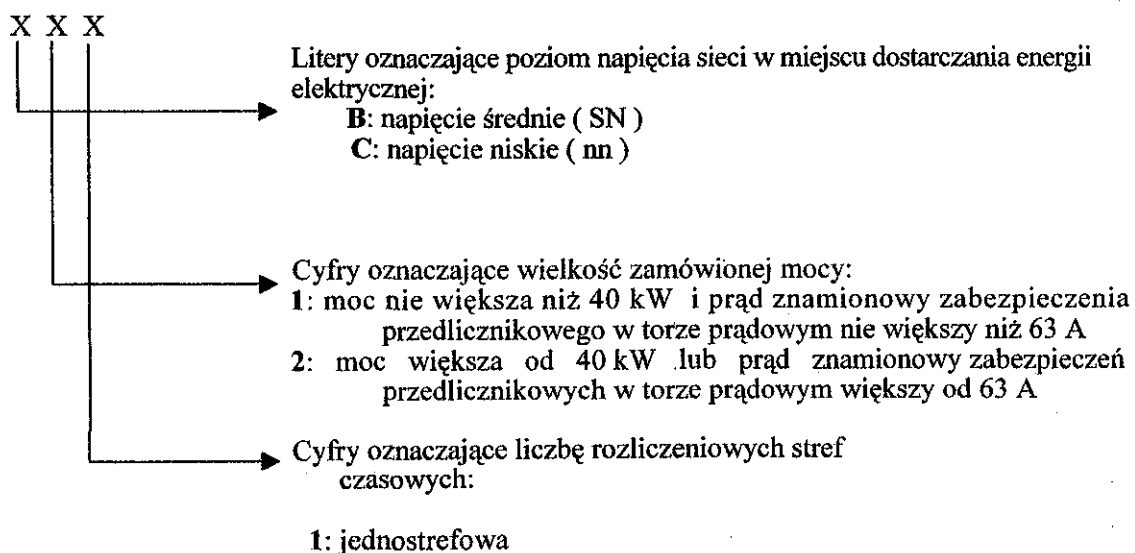 X X X
Litery oznaczające poziom napięcia sieci w miejscu dostarczania energii
elektrycznej:
B: napięcie średnie ( SN )
C: napięcie niskie ( nn )
Cyfry oznaczające wielkość zamówionej mocy:
1: moc nie większa niż 40 kW i prąd znamionowy zabezpieczenia
przedlicznikowego w torze prądowym nie większy niż 63 A
2: moc większa od 40 kW lub prąd znamionowy zabezpieczeń
przedlicznikowych w torze prądowym większy od 63 A
Cyfry oznaczające liczbę rozliczeniowych stref
czasowych:
1: jednostrefowa